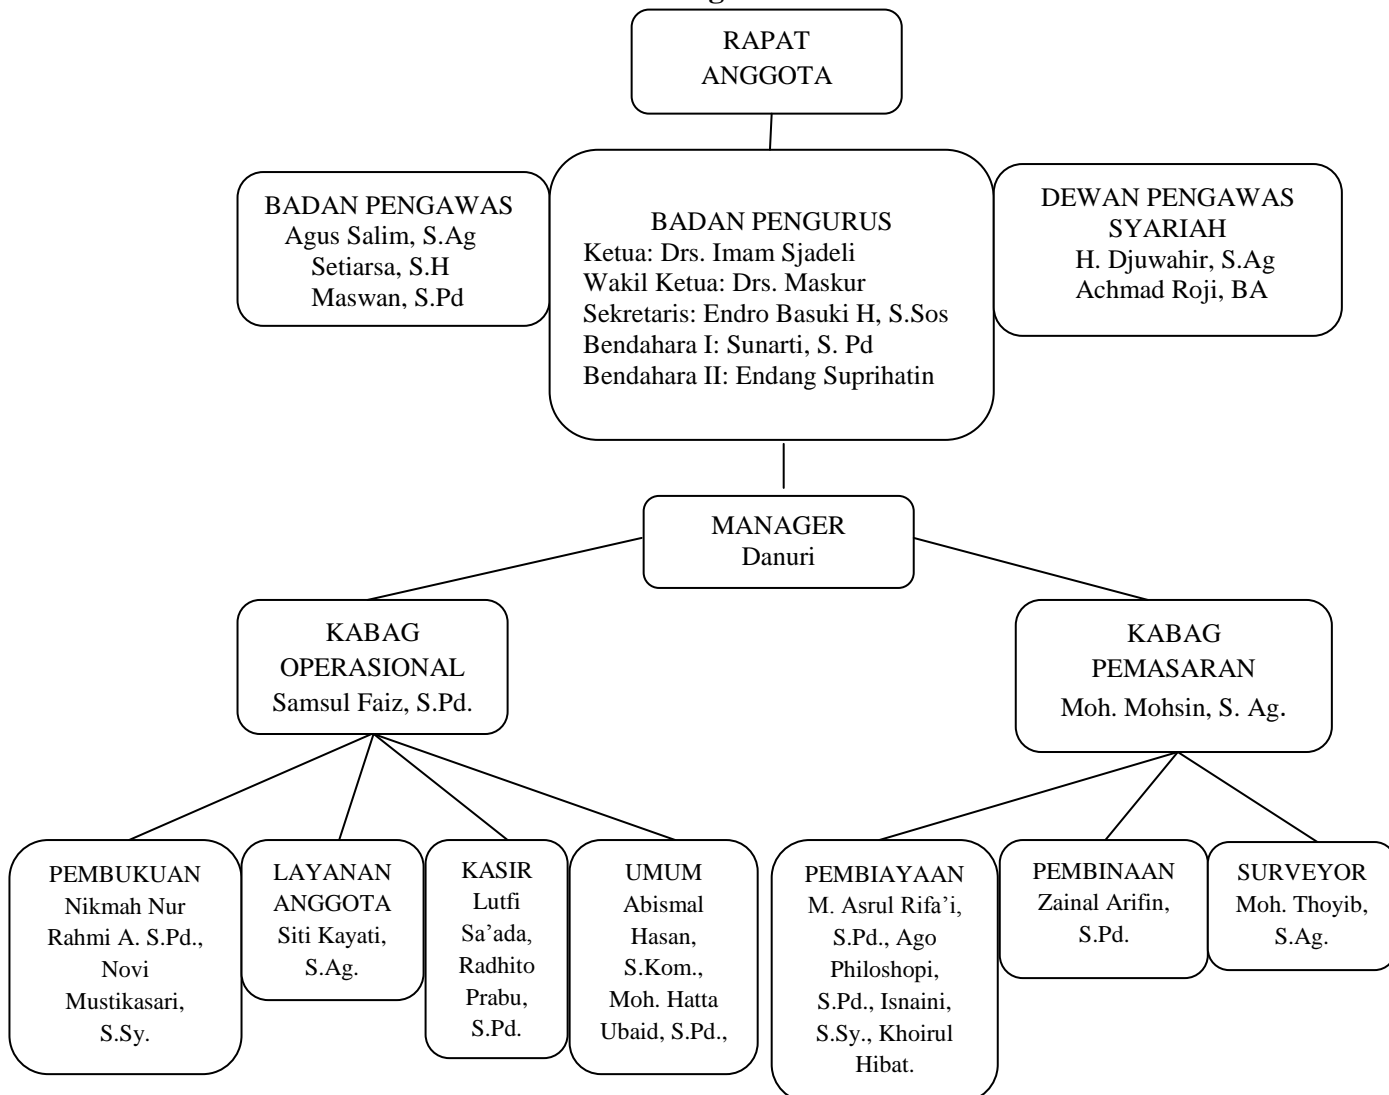 RAPAT
ANGGOTA
BADAN PENGAWAS
Agus Salim, S.Ag
Setiarsa, S.H
Maswan, S.Pd
BADAN PENGURUS
Ketua: Drs. Imam Sjadeli
Wakil Ketua: Drs. Maskur
Sekretaris: Endro Basuki H, S.Sos
Bendahara I: Sunarti, S. Pd
Bendahara II: Endang Suprihatin
DEWAN PENGAWAS
SYARIAH
H. Djuwahir, S.Ag
Achmad Roji, BA
MANAGER
Danuri
KABAG
OPERASIONAL
Samsul Faiz, S.Pd.
KABAG
PEMASARAN
Moh. Mohsin, S. Ag.
PEMBUKUAN
Nikmah Nur
Rahmi A. S.Pd.,
Novi
Mustikasari,
S.Sy.
LAYANAN
ANGGOTA
Siti Kayati,
S.Ag.
KASIR
Lutfi
Sa’ada,
Radhito
Prabu,
S.Pd.
UMUM
Abismal
Hasan,
S.Kom.,
Moh. Hatta
Ubaid, S.Pd.,
PEMBIAYAAN
M. Asrul Rifa’i,
S.Pd., Ago
Philoshopi,
S.Pd., Isnaini,
S.Sy., Khoirul
Hibat.
PEMBINAAN
Zainal Arifin,
S.Pd.
SURVEYOR
Moh. Thoyib,
S.Ag.